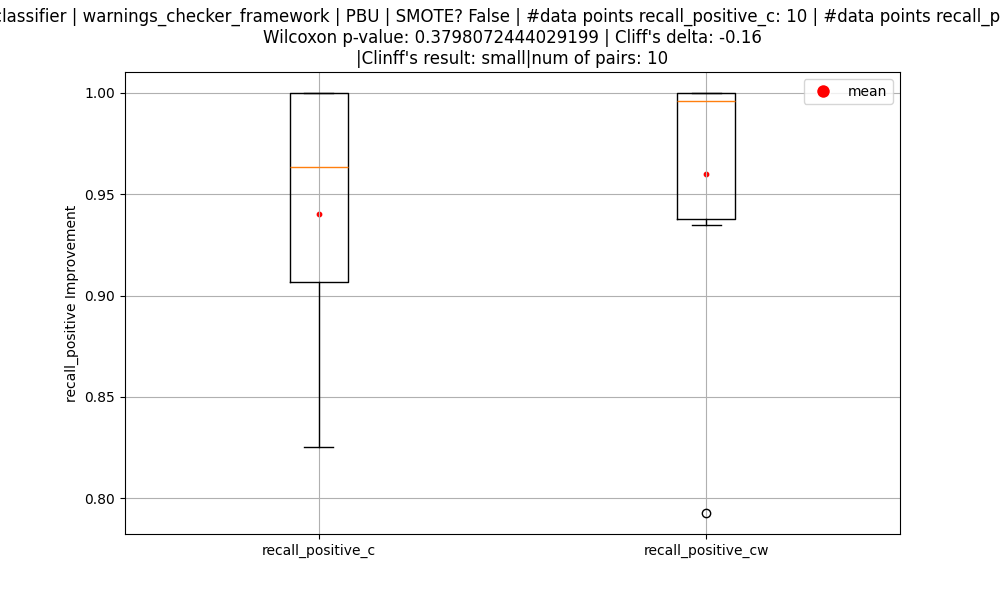 classifier | warnings_checker_framework | PBU | SMOTE? False | #data points recall_positive_c: 10 | #data points recall_p
Wilcoxon p-value: 0.3798072444029199 | Cliff's delta: -0.16
|Clinff's result: small|num of pairs: 10
mean
1.00
0.95
0.90
0.85
0.80
recall_positive Improvement
recall_positive_c
recall_positive_cw